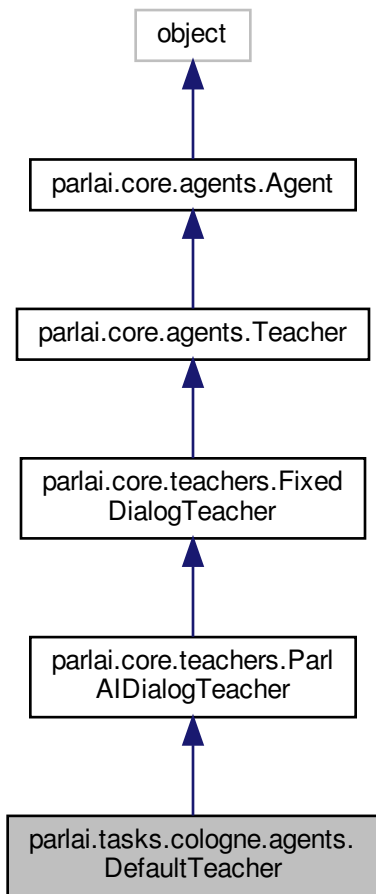 object
parlai.core.agents.Agent
parlai.core.agents.Teacher
parlai.core.teachers.Fixed
DialogTeacher
parlai.core.teachers.Parl
AIDialogTeacher
parlai.tasks.cologne.agents.
DefaultTeacher